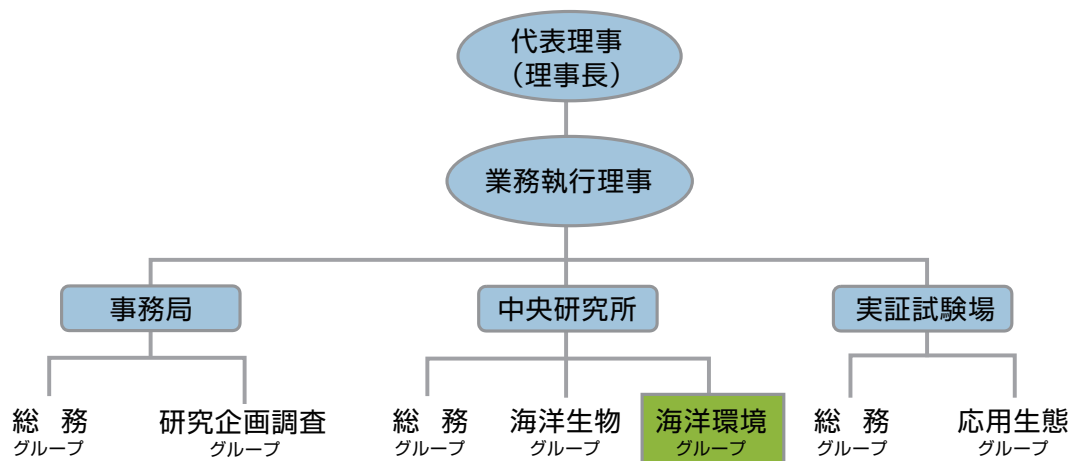 代表理事
（理事長）
業務執行理事
事務局
中央研究所
実証試験場
総　務
グループ
研究企画調査
グループ
総　務
グループ
海洋生物
グループ
海洋環境
グループ
総　務
グループ
応用生態
グループ